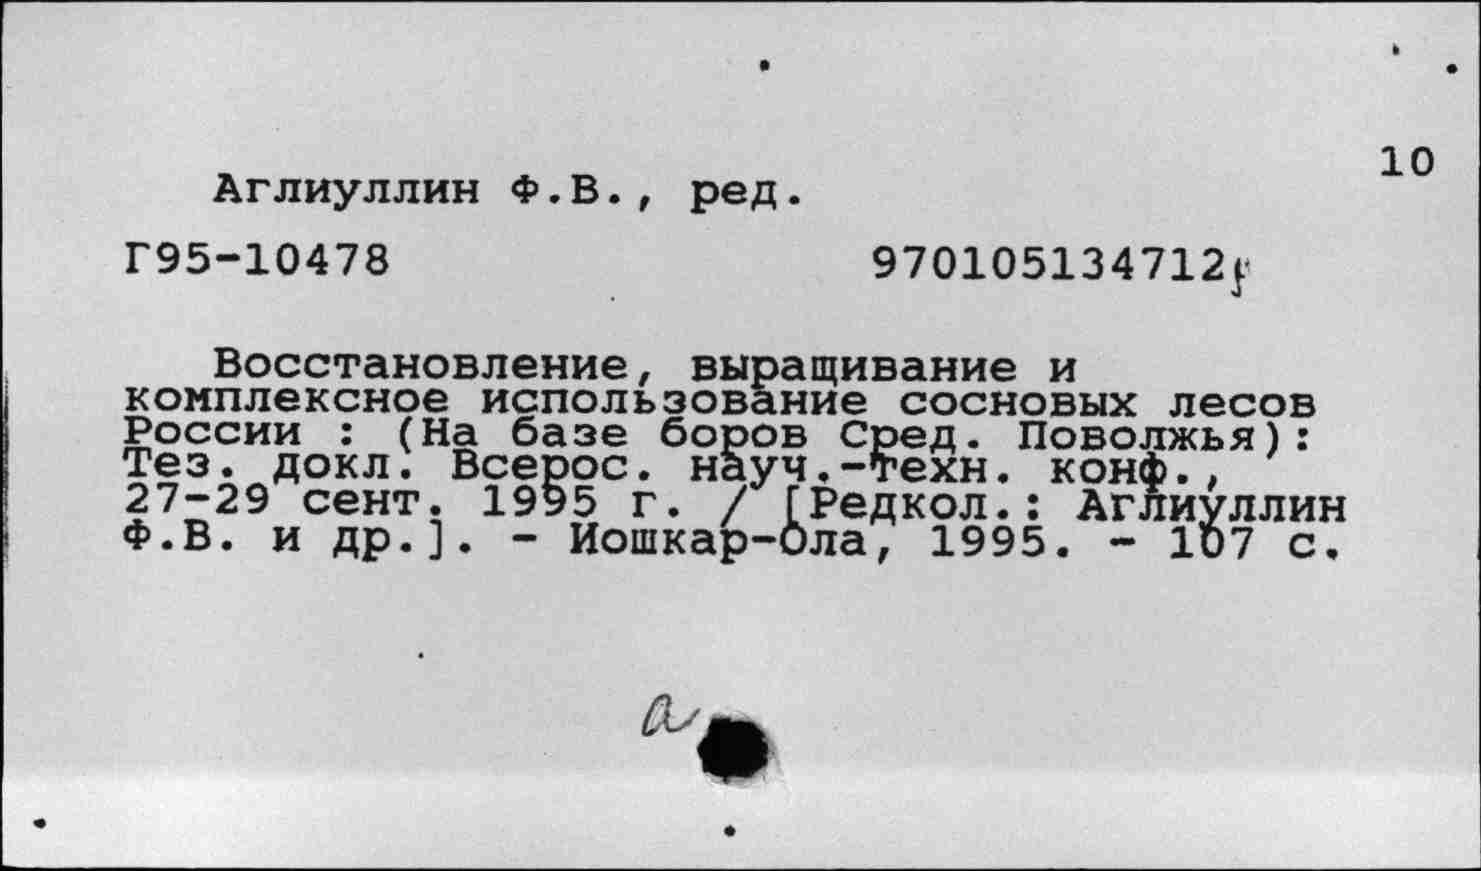 10
Аглиуллин Ф.В., ред.
Г95-10478 970105134712
Восстановление, выращивание и
комплексное использование сосновых лесов
России : (На базе боров Сред. Поволжья):
Тез. докл. Всерос. науч.-техн. конф.,
27-29 сент. 1995 г. / [Редкол.: Аглиуллин
Ф.В. и др.]. - Йошкар-Ола, 1995. - 107 с.
а